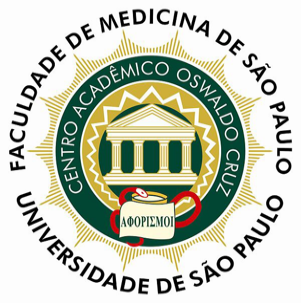 FACULDADE DE MEDICINA DE SÃO PAULO
CENTRO ACADÊMICO OSWALDO CRUZ
ΑΦΟΡΙΣΜΟΙ
UNIVERSIDADE DE SÃO PAULO